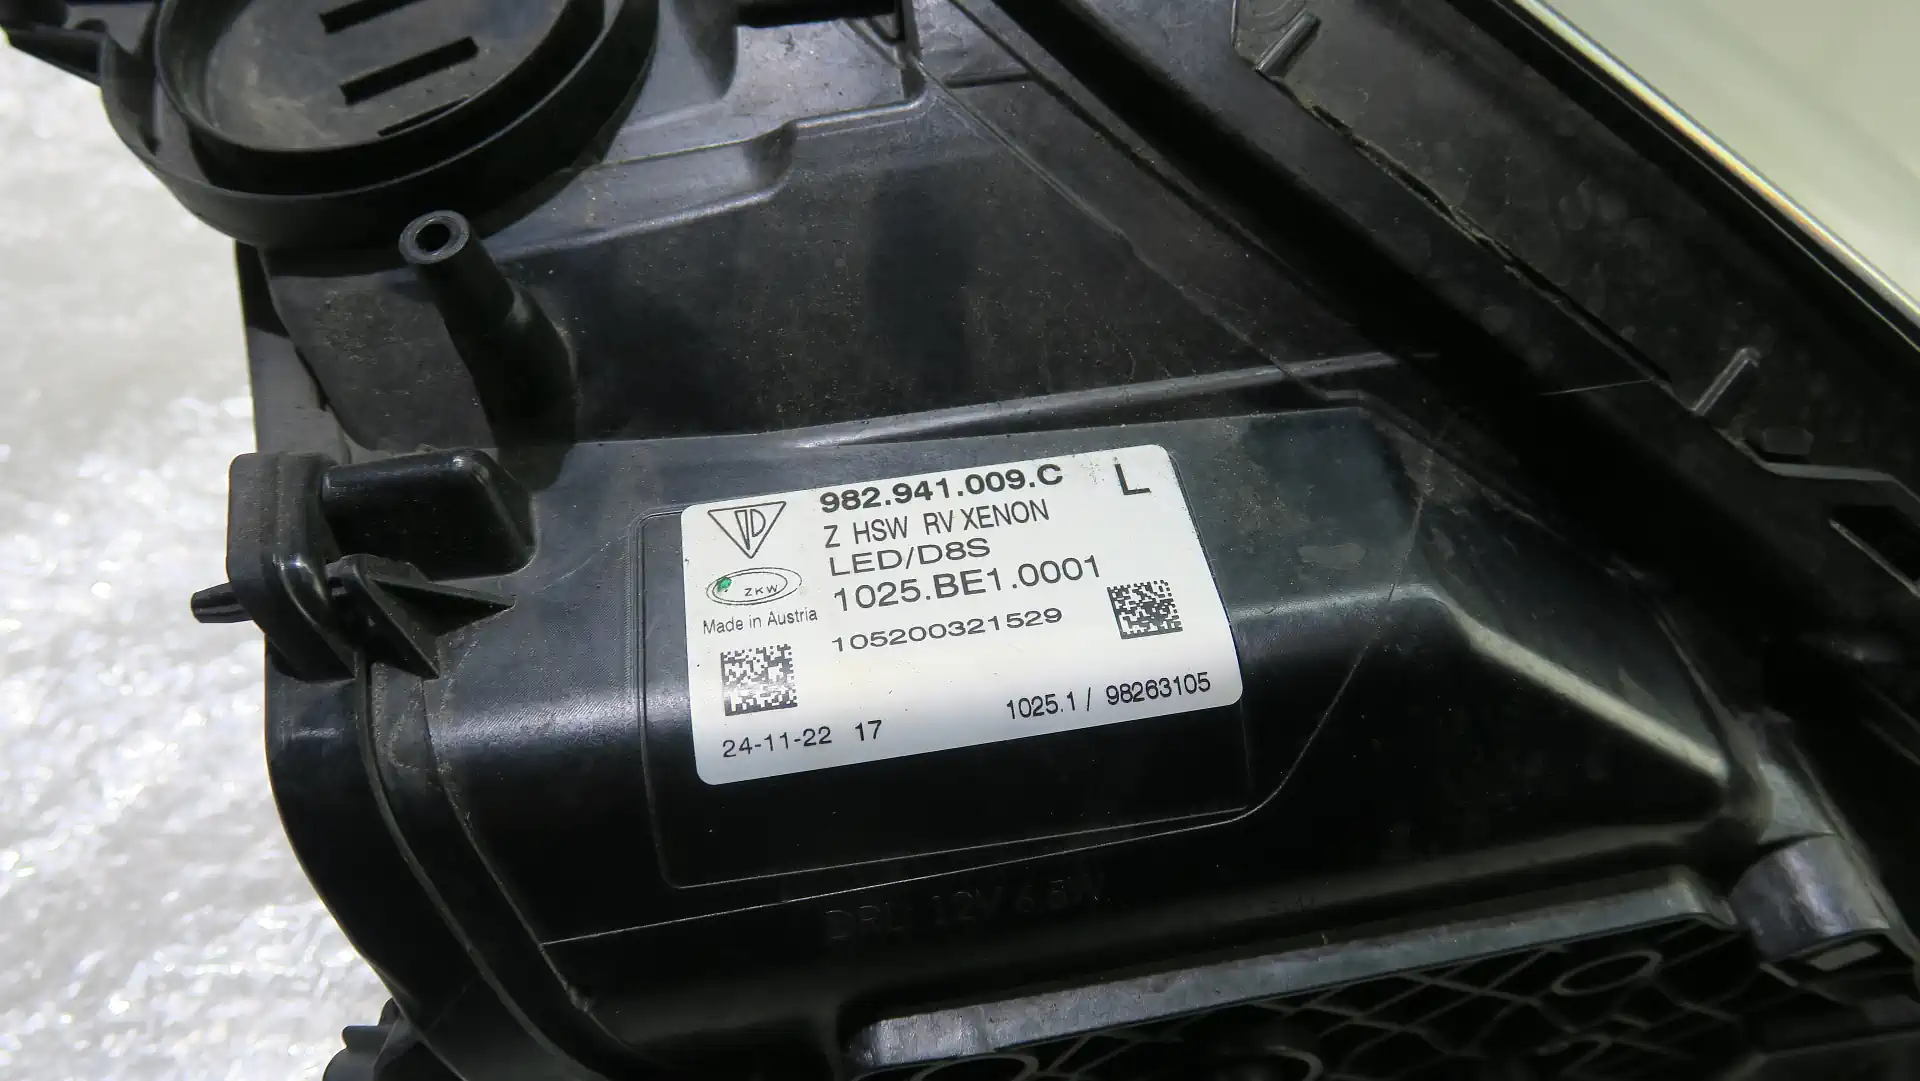 982.941.009.C L
Z HSW RV XENON
LED/D8S
ZKW
1025.BE1.0001
Made in Austria
105200321529
1025.1 / 98263105
24-11-22 17
12V